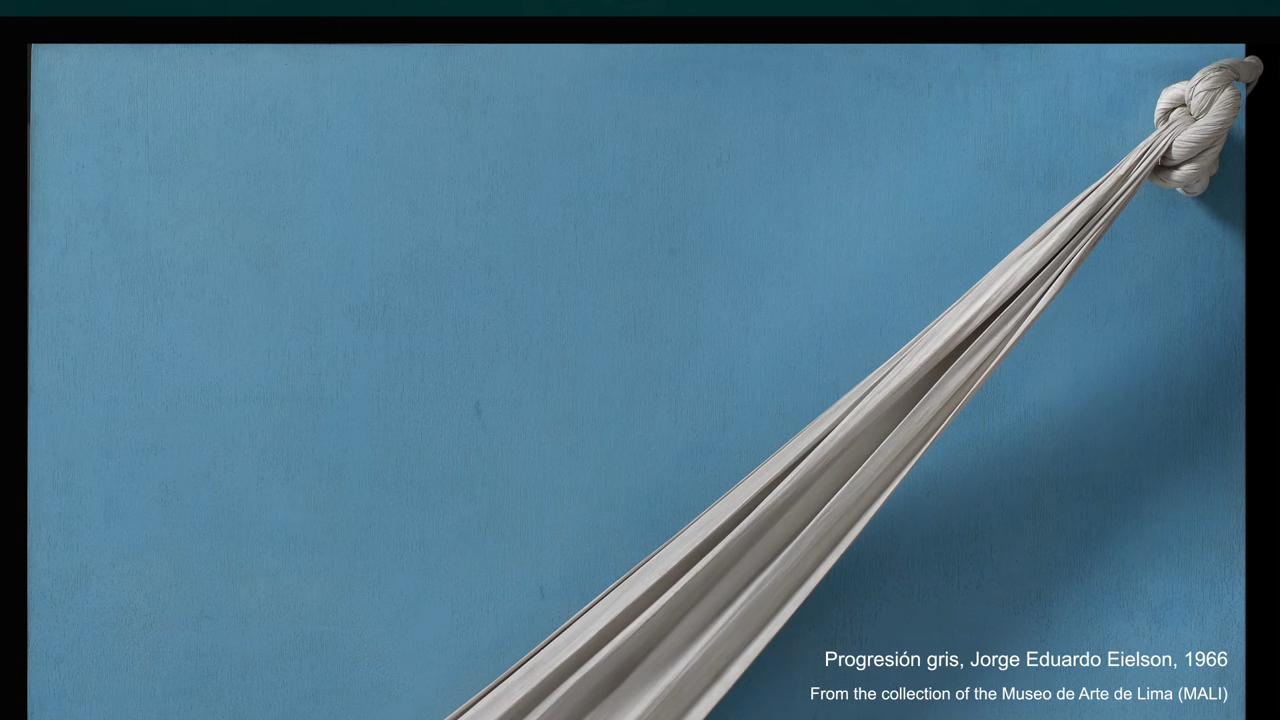 Progresión gris, Jorge Eduardo Eielson, 1966
From the collection of the Museo de Arte de Lima (MALI)